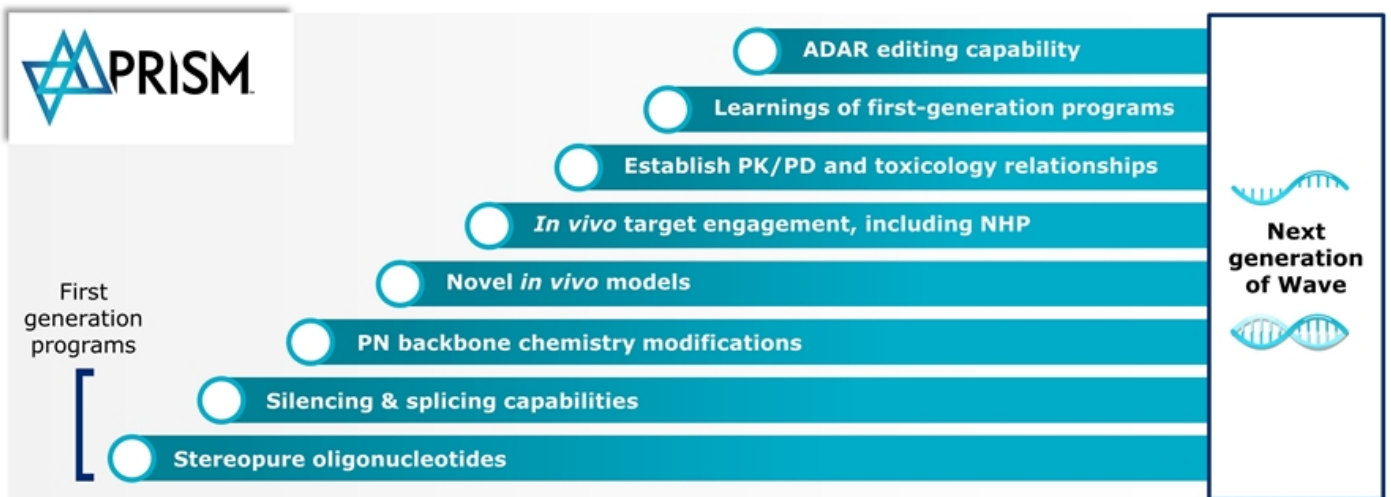 PRISM
ADAR editing capability
Learnings of first-generation programs
Establish PK/PD and toxicology relationships
In vivo target engagement, including NHP
Novel in vivo models
PN backbone chemistry modifications
Silencing & splicing capabilities
Stereopure oligonucleotides
First
generation
programs
Next
generation
of Wave